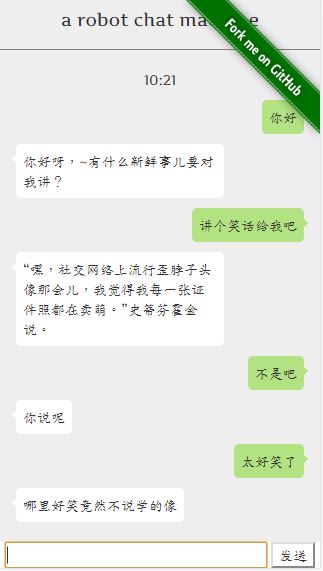 a robot chat ma e
Fork me on GitHub
10:21
你好
你好呀，~有什么新鲜事儿要对
我讲？
讲个笑话给我吧
“嘿，社交网络上流行歪脖子头
像那会儿，我觉得我每一张证
件照都在卖萌。”史蒂芬霍金
说。
不是吧
你说呢
太好笑了
哪里好笑竟然不说学的像
发送